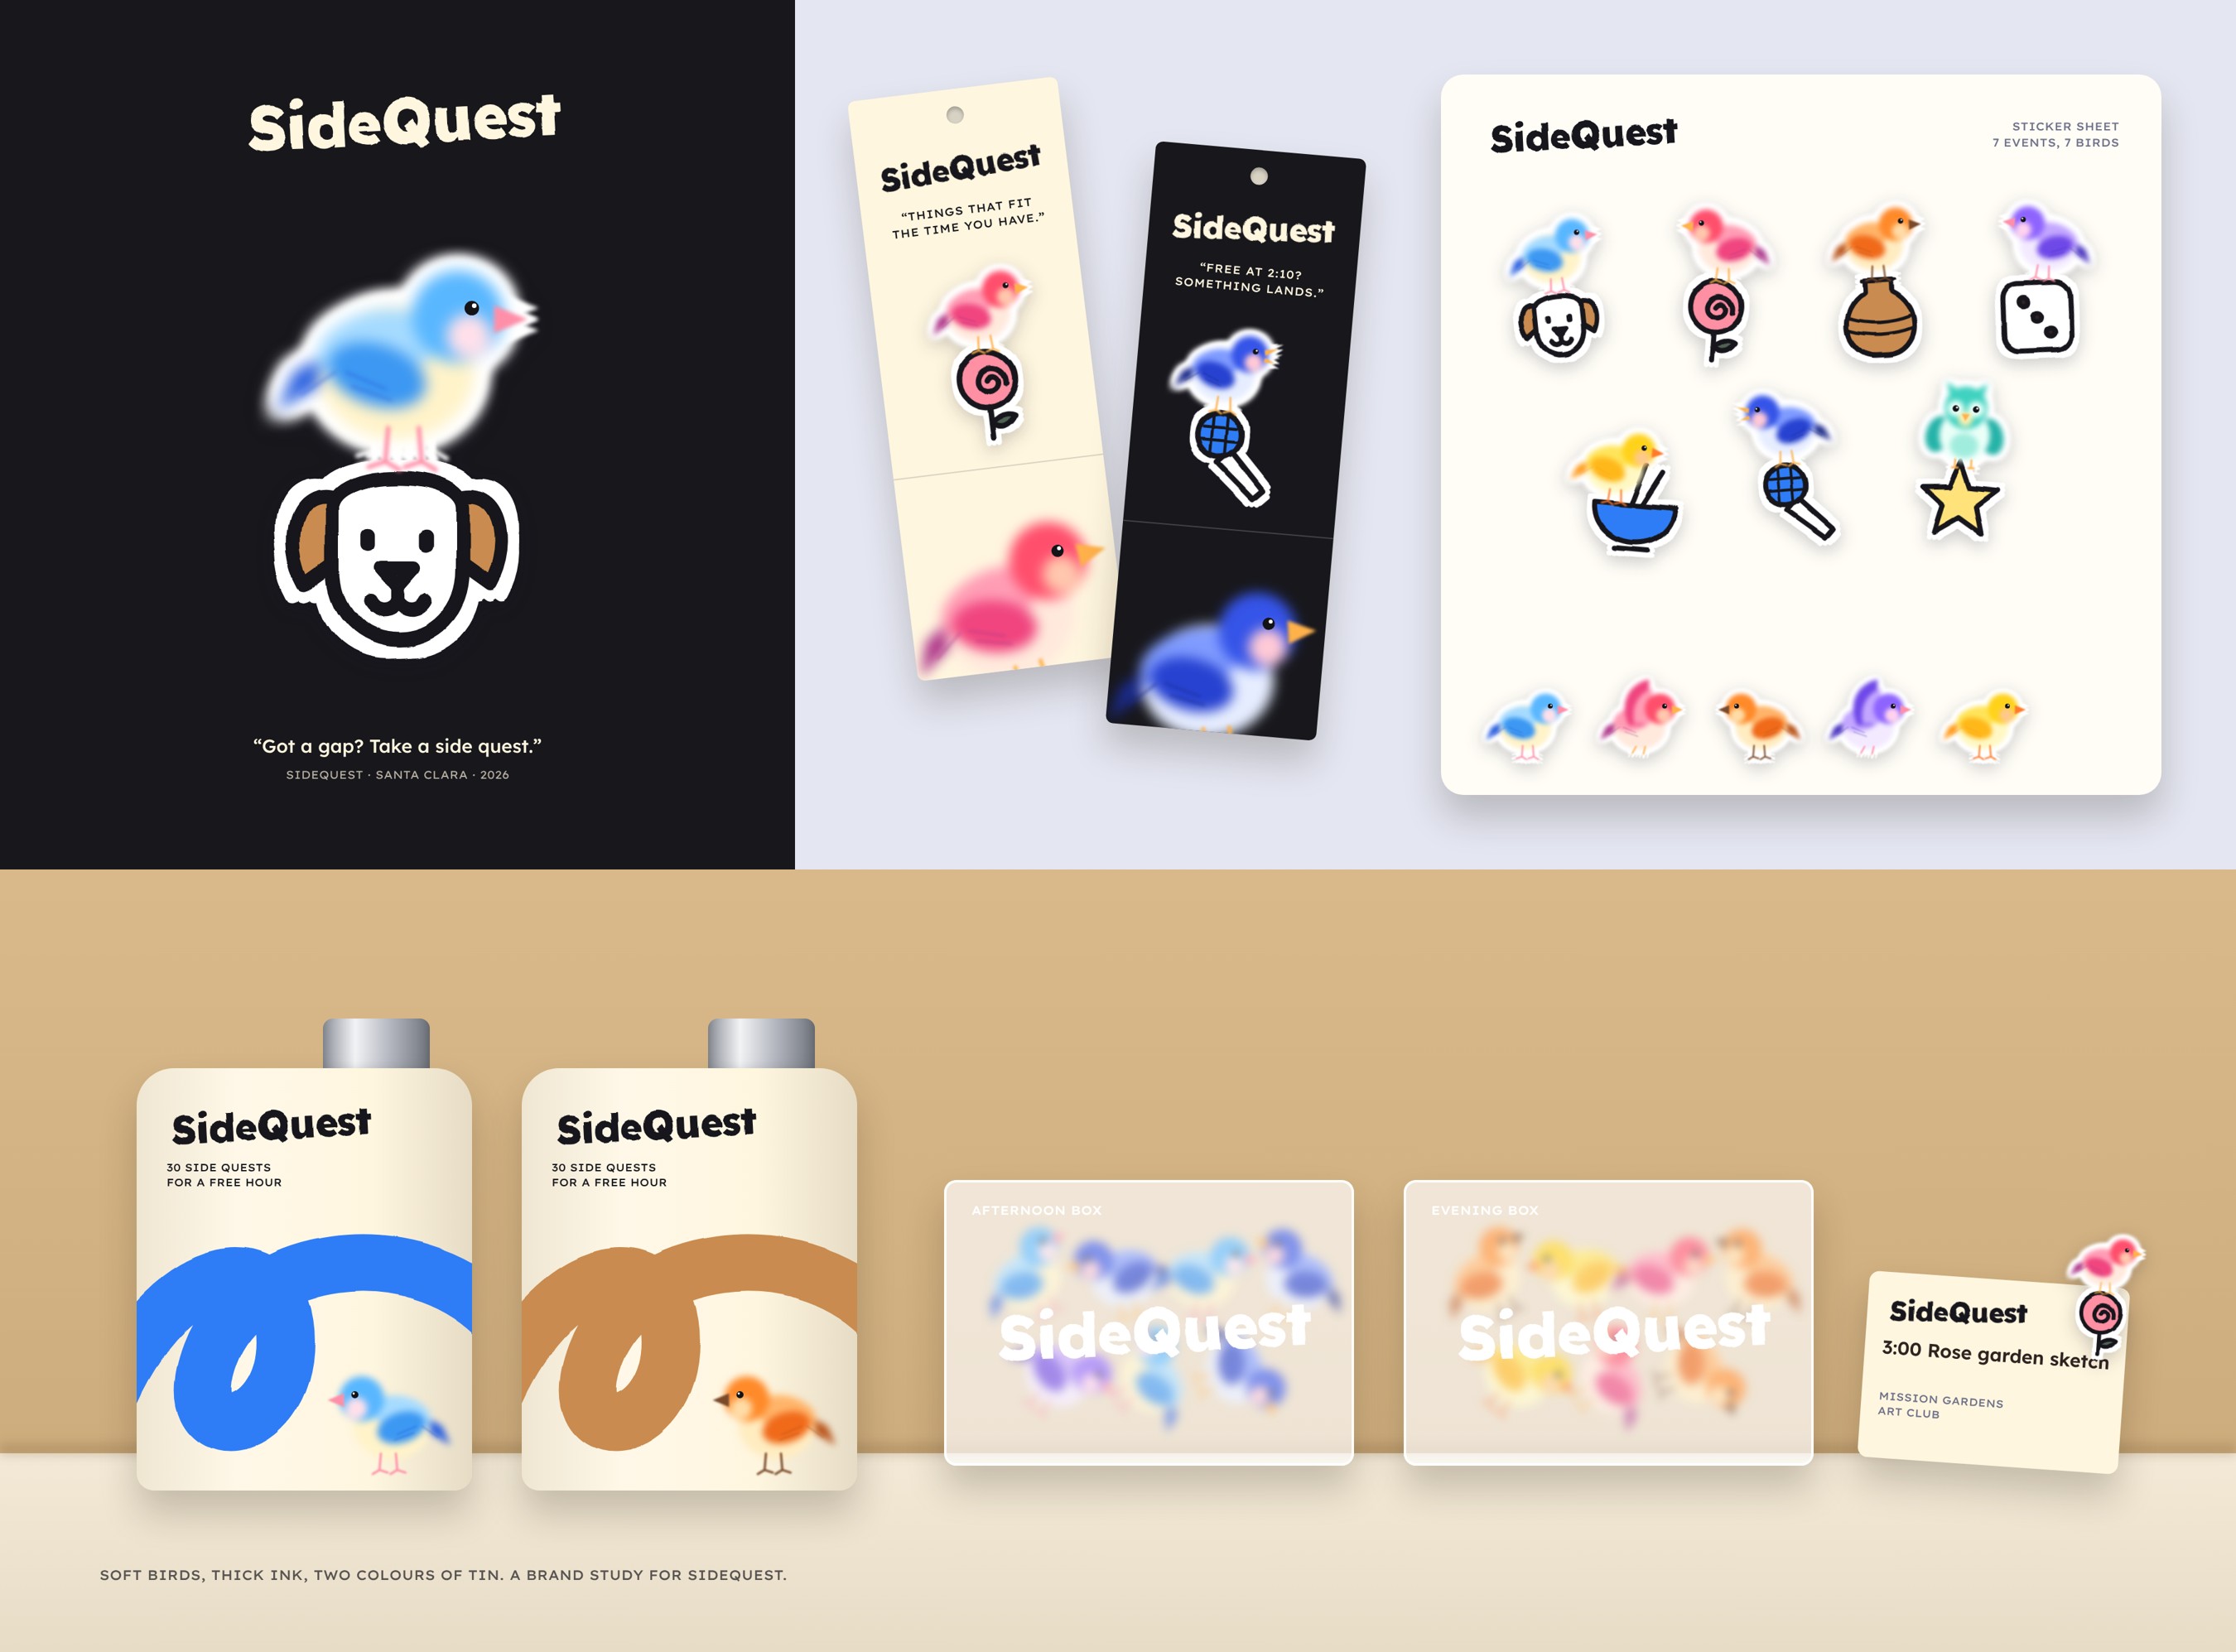 SideQuest
“Got a gap? Take a side quest.”
SIDEQUEST · SANTA CLARA · 2026
SideQuest
“THINGS THAT FIT
THE TIME YOU HAVE.”
SideQuest
“FREE AT 2:10?
SOMETHING LANDS.”
SideQuest
STICKER SHEET
7 EVENTS, 7 BIRDS
SideQuest
30 SIDE QUESTS
FOR A FREE HOUR
SideQuest
30 SIDE QUESTS
FOR A FREE HOUR
AFTERNOON BOX
SideQuest
EVENING BOX
SideQuest
SideQuest
3:00 Rose garden sketch
MISSION GARDENS
ART CLUB
SOFT BIRDS, THICK INK, TWO COLOURS OF TIN. A BRAND STUDY FOR SIDEQUEST.